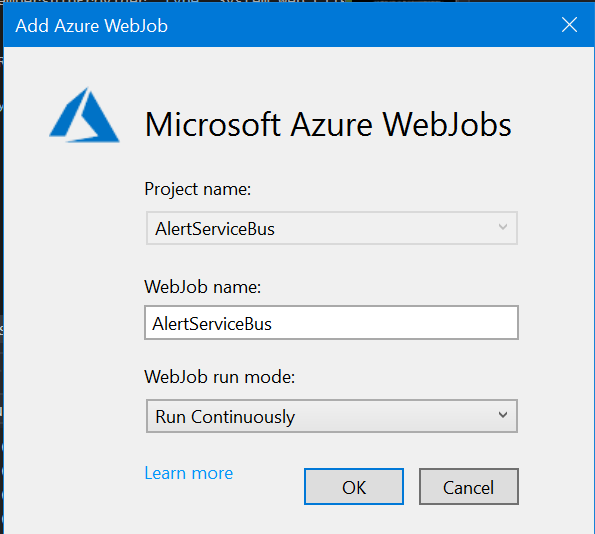 Add Azure WebJob
Microsoft Azure WebJobs
Project name:
AlertServiceBus
WebJob name:
AlertServiceBus
WebJob run mode:
Run Continuously
Learn more
OK
Cancel